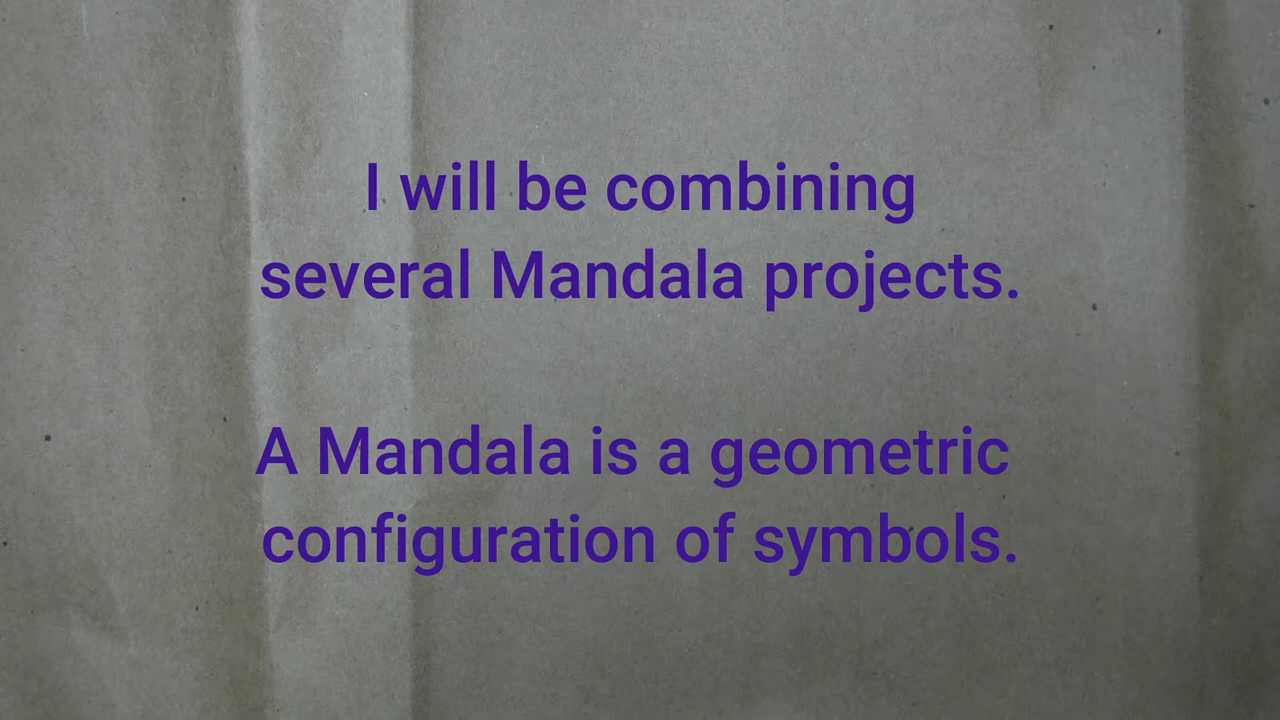 I will be combining
several Mandala projects.
A Mandala is a geometric
configuration of symbols.